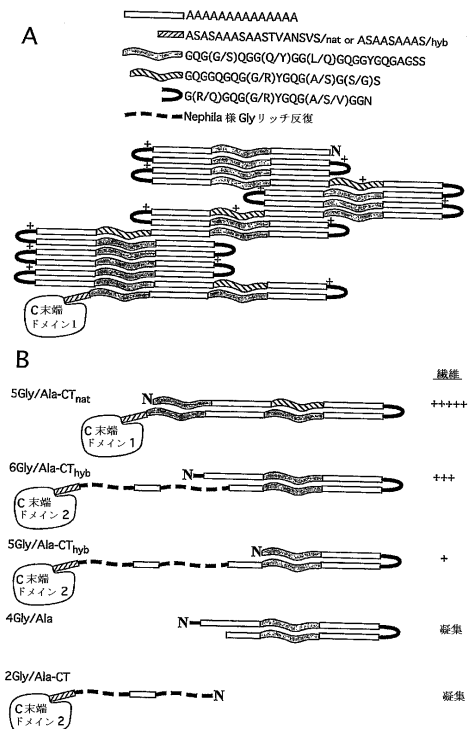 A
AAAAAAAAAAAAAA
ASASAAASAASTVANSVS/nat or ASAASAAAS/hyb
GQG(G/S)QGG(Q/Y)GG(L/Q)GQGGYGQGAGSS
GQGGQGQG(G/R)YGQG(A/S)G(S/G)S
G(R/Q)GQG(G/R)YGQG(A/S/V)GGN
Nephila 様 Gly リッチ反復
+ N
+
+
+ +
+
+ +
+
+ +
+
C 末端
ドメイン 1
B
繊維
5Gly/Ala-CTnat
N
+++++
C 末端
ドメイン 1
6Gly/Ala-CThyb
N
+++
C 末端
ドメイン 2
5Gly/Ala-CThyb
N
+
C 末端
ドメイン 2
4Gly/Ala
N
凝集
2Gly/Ala-CT
N
凝集
C 末端
ドメイン 2